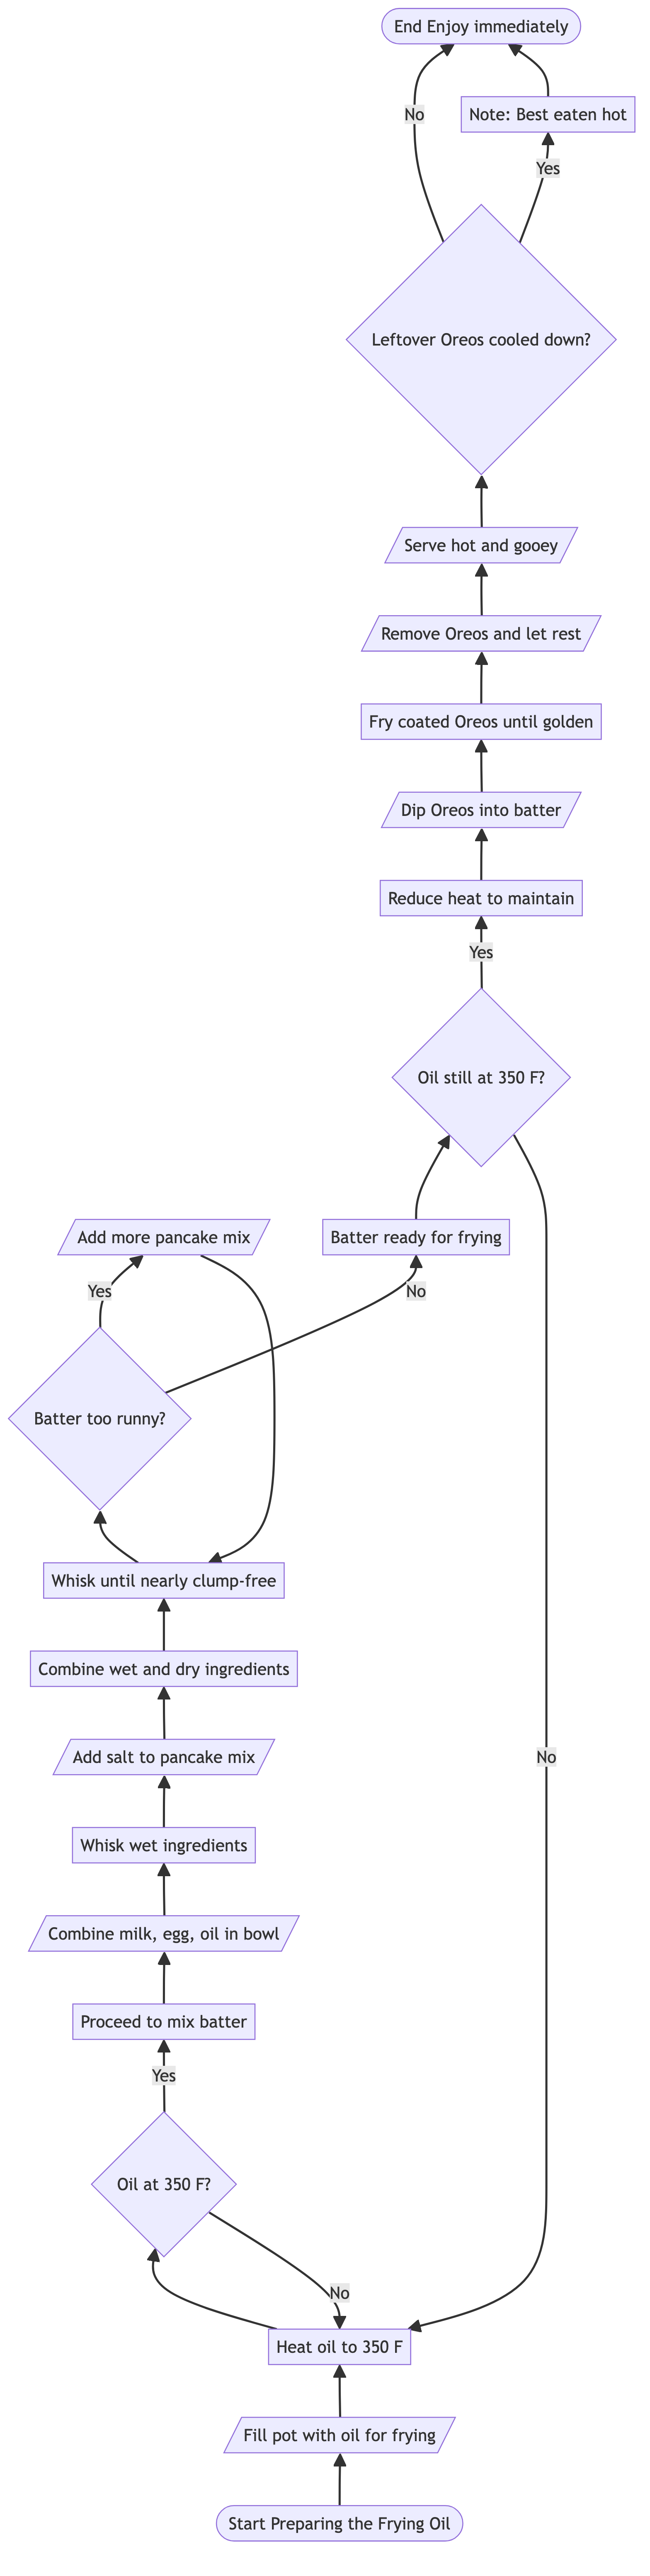 End Enjoy immediately
No
Note: Best eaten hot
Yes
Leftover Oreos cooled down?
Serve hot and gooey
Remove Oreos and let rest
Fry coated Oreos until golden
Dip Oreos into batter
Reduce heat to maintain
Yes
Oil still at 350 F?
Add more pancake mix
Batter ready for frying
Yes
No
Batter too runny?
Whisk until nearly clump-free
Combine wet and dry ingredients
Add salt to pancake mix
No
Whisk wet ingredients
Combine milk, egg, oil in bowl
Proceed to mix batter
Yes
Oil at 350 F?
No
Heat oil to 350 F
Fill pot with oil for frying
Start Preparing the Frying Oil